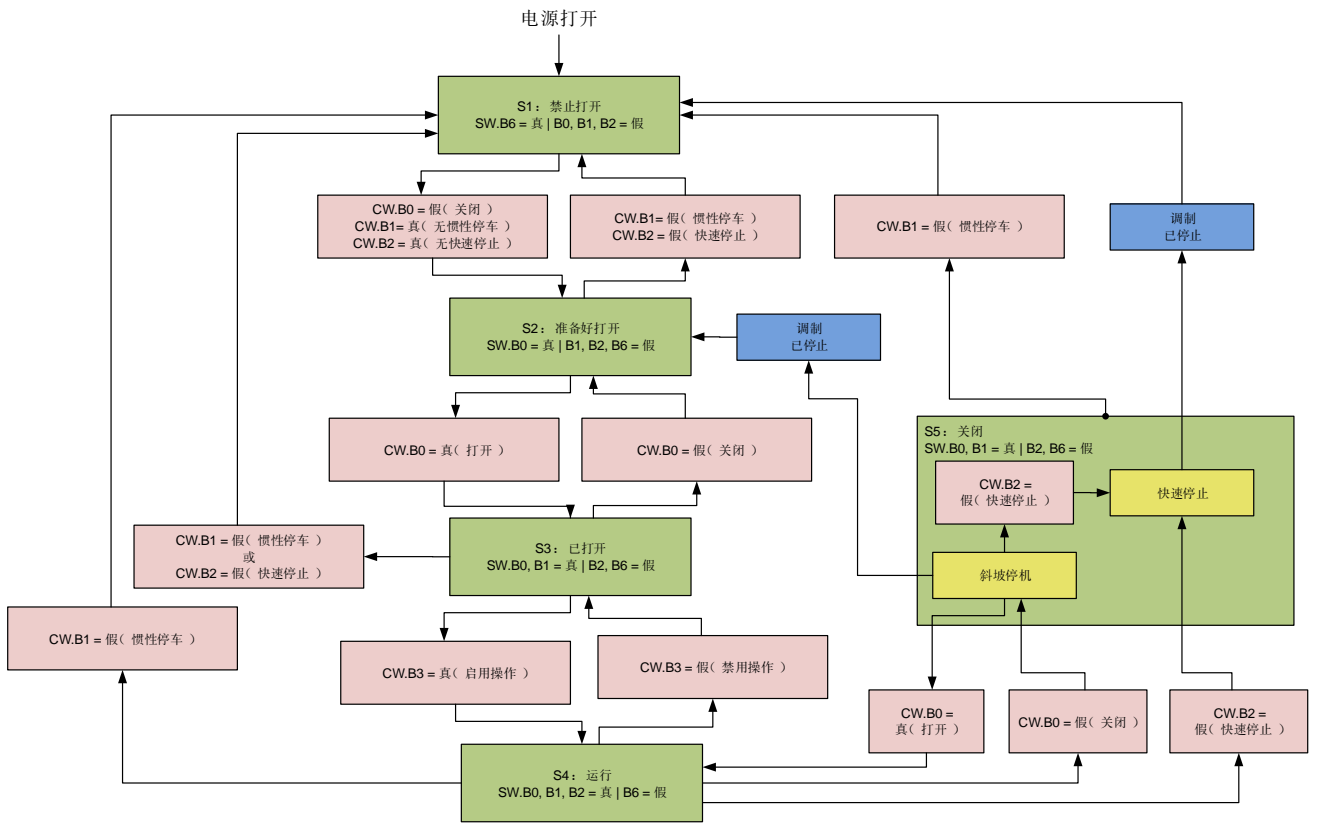 电源打开
S1：禁止打开
SW.B6 = 真 | B0, B1, B2 = 假
CW.B0 = 假（ 关闭 ）
CW.B1= 真（ 无惯性停车 ）
CW.B2 = 真（ 无快速停止 ）
CW.B1= 假（ 惯性停车 ）
CW.B2 = 假（ 快速停止 ）
CW.B1 = 假（ 惯性停车 ）
调制
已停止
S2：准备好打开
SW.B0 = 真 | B1, B2, B6 = 假
调制
已停止
CW.B0 = 真（ 打开 ）
CW.B0 = 假（ 关闭 ）
S5：关闭
SW.B0, B1 = 真 | B2, B6 = 假
CW.B2 =
假（ 快速停止 ）
快速停止
斜坡停机
CW.B1 = 假（ 惯性停车 ）
或
CW.B2 = 假（ 快速停止 ）
S3：已打开
SW.B0, B1 = 真 | B2, B6 = 假
CW.B1 = 假（ 惯性停车 ）
CW.B3 = 真（ 启用操作 ）
CW.B3 = 假（ 禁用操作 ）
CW.B0 =
真（ 打开 ）
CW.B0 = 假（ 关闭 ）
CW.B2 =
假（ 快速停止 ）
S4：运行
SW.B0, B1, B2 = 真 | B6 = 假